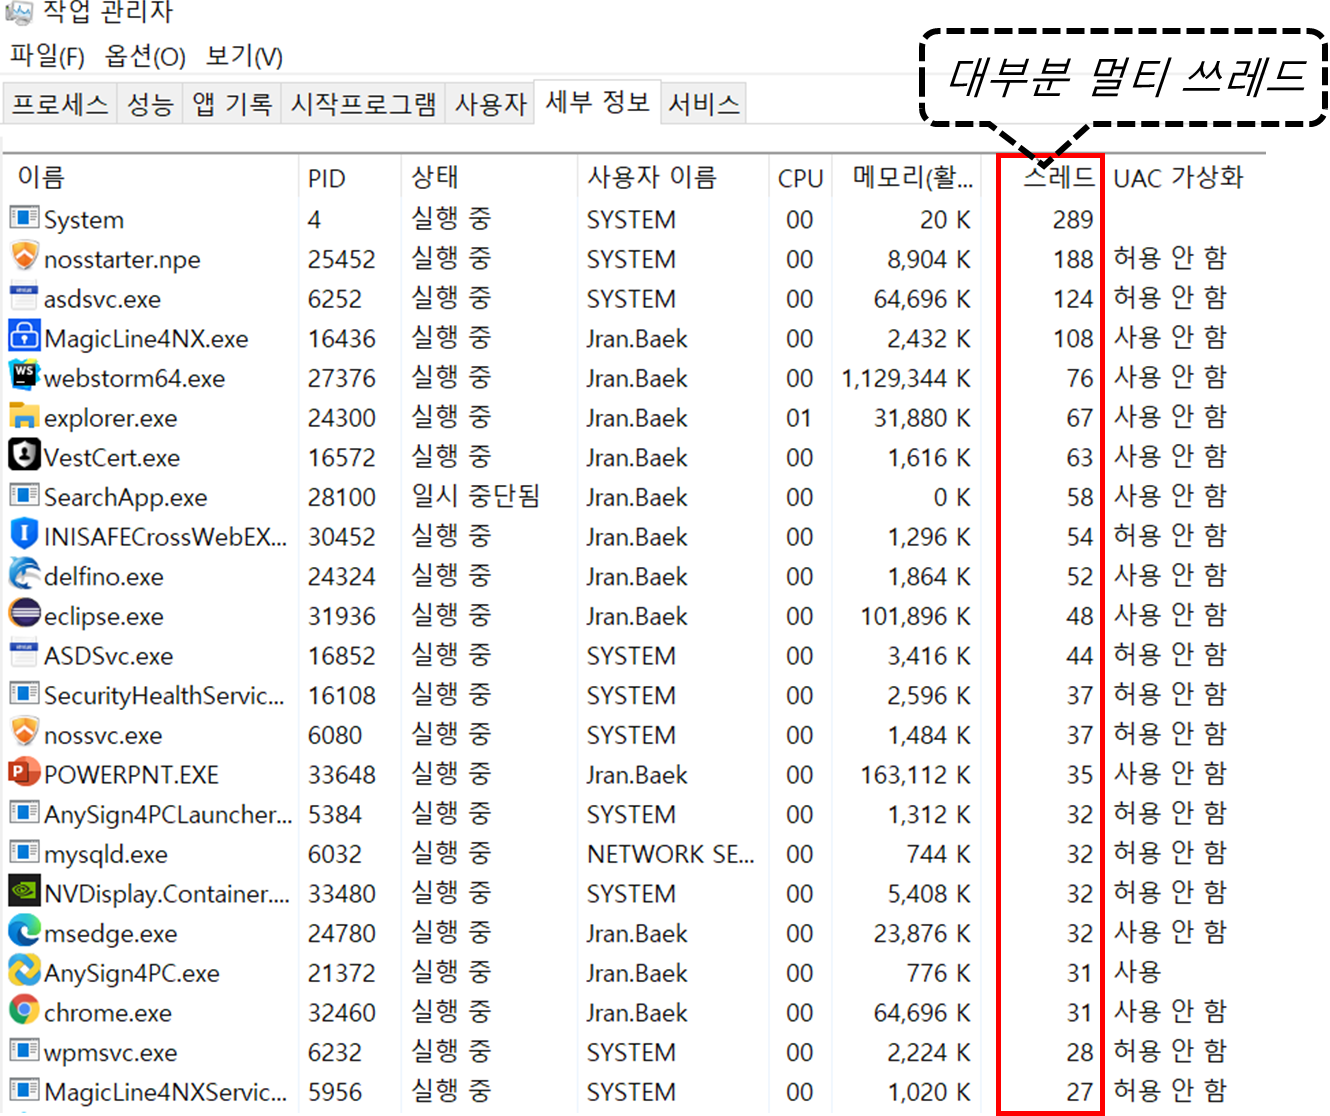 작업 관리자
파일(F) 옵션(O) 보기(V)
대부분 멀티 쓰레드
프로세스 성능 앱 기록 시작프로그램 사용자 세부 정보 서비스
이름 PID 상태 사용자 이름 CPU 메모리(활... 스레드 UAC 가상화
System 4 실행 중 SYSTEM 00 20 K 289
nosstarter.npe 25452 실행 중 SYSTEM 00 8,904 K 188 허용 안 함
asdsvc.exe 6252 실행 중 SYSTEM 00 64,696 K 124 허용 안 함
MagicLine4NX.exe 16436 실행 중 Jran.Baek 00 2,432 K 108 사용 안 함
webstorm64.exe 27376 실행 중 Jran.Baek 00 1,129,344 K 76 사용 안 함
explorer.exe 24300 실행 중 Jran.Baek 01 31,880 K 67 사용 안 함
VestCert.exe 16572 실행 중 Jran.Baek 00 1,616 K 63 사용 안 함
SearchApp.exe 28100 일시 중단됨 Jran.Baek 00 0 K 58 사용 안 함
INISAFECrossWebEX... 30452 실행 중 Jran.Baek 00 1,296 K 54 허용 안 함
delfino.exe 24324 실행 중 Jran.Baek 00 1,864 K 52 사용 안 함
eclipse.exe 31936 실행 중 Jran.Baek 00 101,896 K 48 사용 안 함
ASDSvc.exe 16852 실행 중 SYSTEM 00 3,416 K 44 허용 안 함
SecurityHealthServic... 16108 실행 중 SYSTEM 00 2,596 K 37 허용 안 함
nossvc.exe 6080 실행 중 SYSTEM 00 1,484 K 37 허용 안 함
POWERPNT.EXE 33648 실행 중 Jran.Baek 00 163,112 K 35 사용 안 함
AnySign4PCLauncher... 5384 실행 중 SYSTEM 00 1,312 K 32 허용 안 함
mysqld.exe 6032 실행 중 NETWORK SE... 00 744 K 32 허용 안 함
NVDisplay.Container.... 33480 실행 중 SYSTEM 00 5,408 K 32 허용 안 함
msedge.exe 24780 실행 중 Jran.Baek 00 23,876 K 32 사용 안 함
AnySign4PC.exe 21372 실행 중 Jran.Baek 00 776 K 31 사용
chrome.exe 32460 실행 중 Jran.Baek 00 64,696 K 31 사용 안 함
wpmsvc.exe 6232 실행 중 SYSTEM 00 2,224 K 28 허용 안 함
MagicLine4NXServic... 5956 실행 중 SYSTEM 00 1,020 K 27 허용 안 함